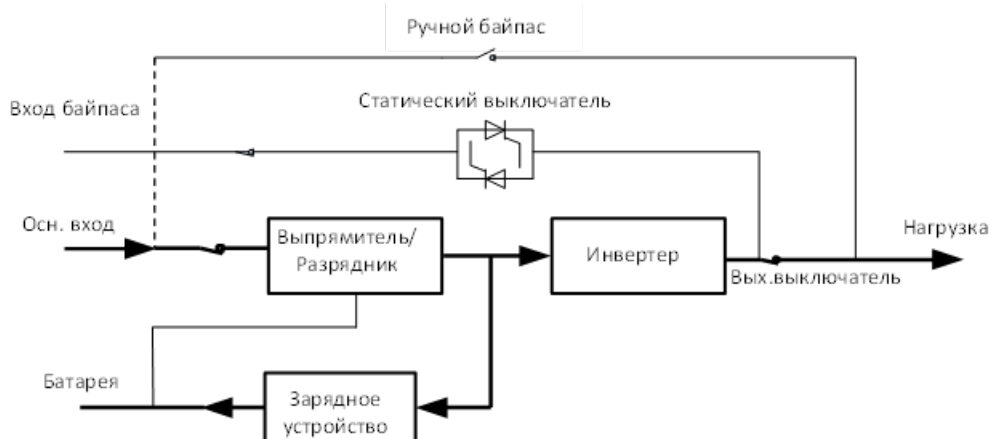 Ручной байпас
Статический выключатель
Вход байпаса
Осн. вход
Выпрямитель/
Разрядник
Инвертер
Нагрузка
Вых.выключатель
Батарея
Зарядное
устройство